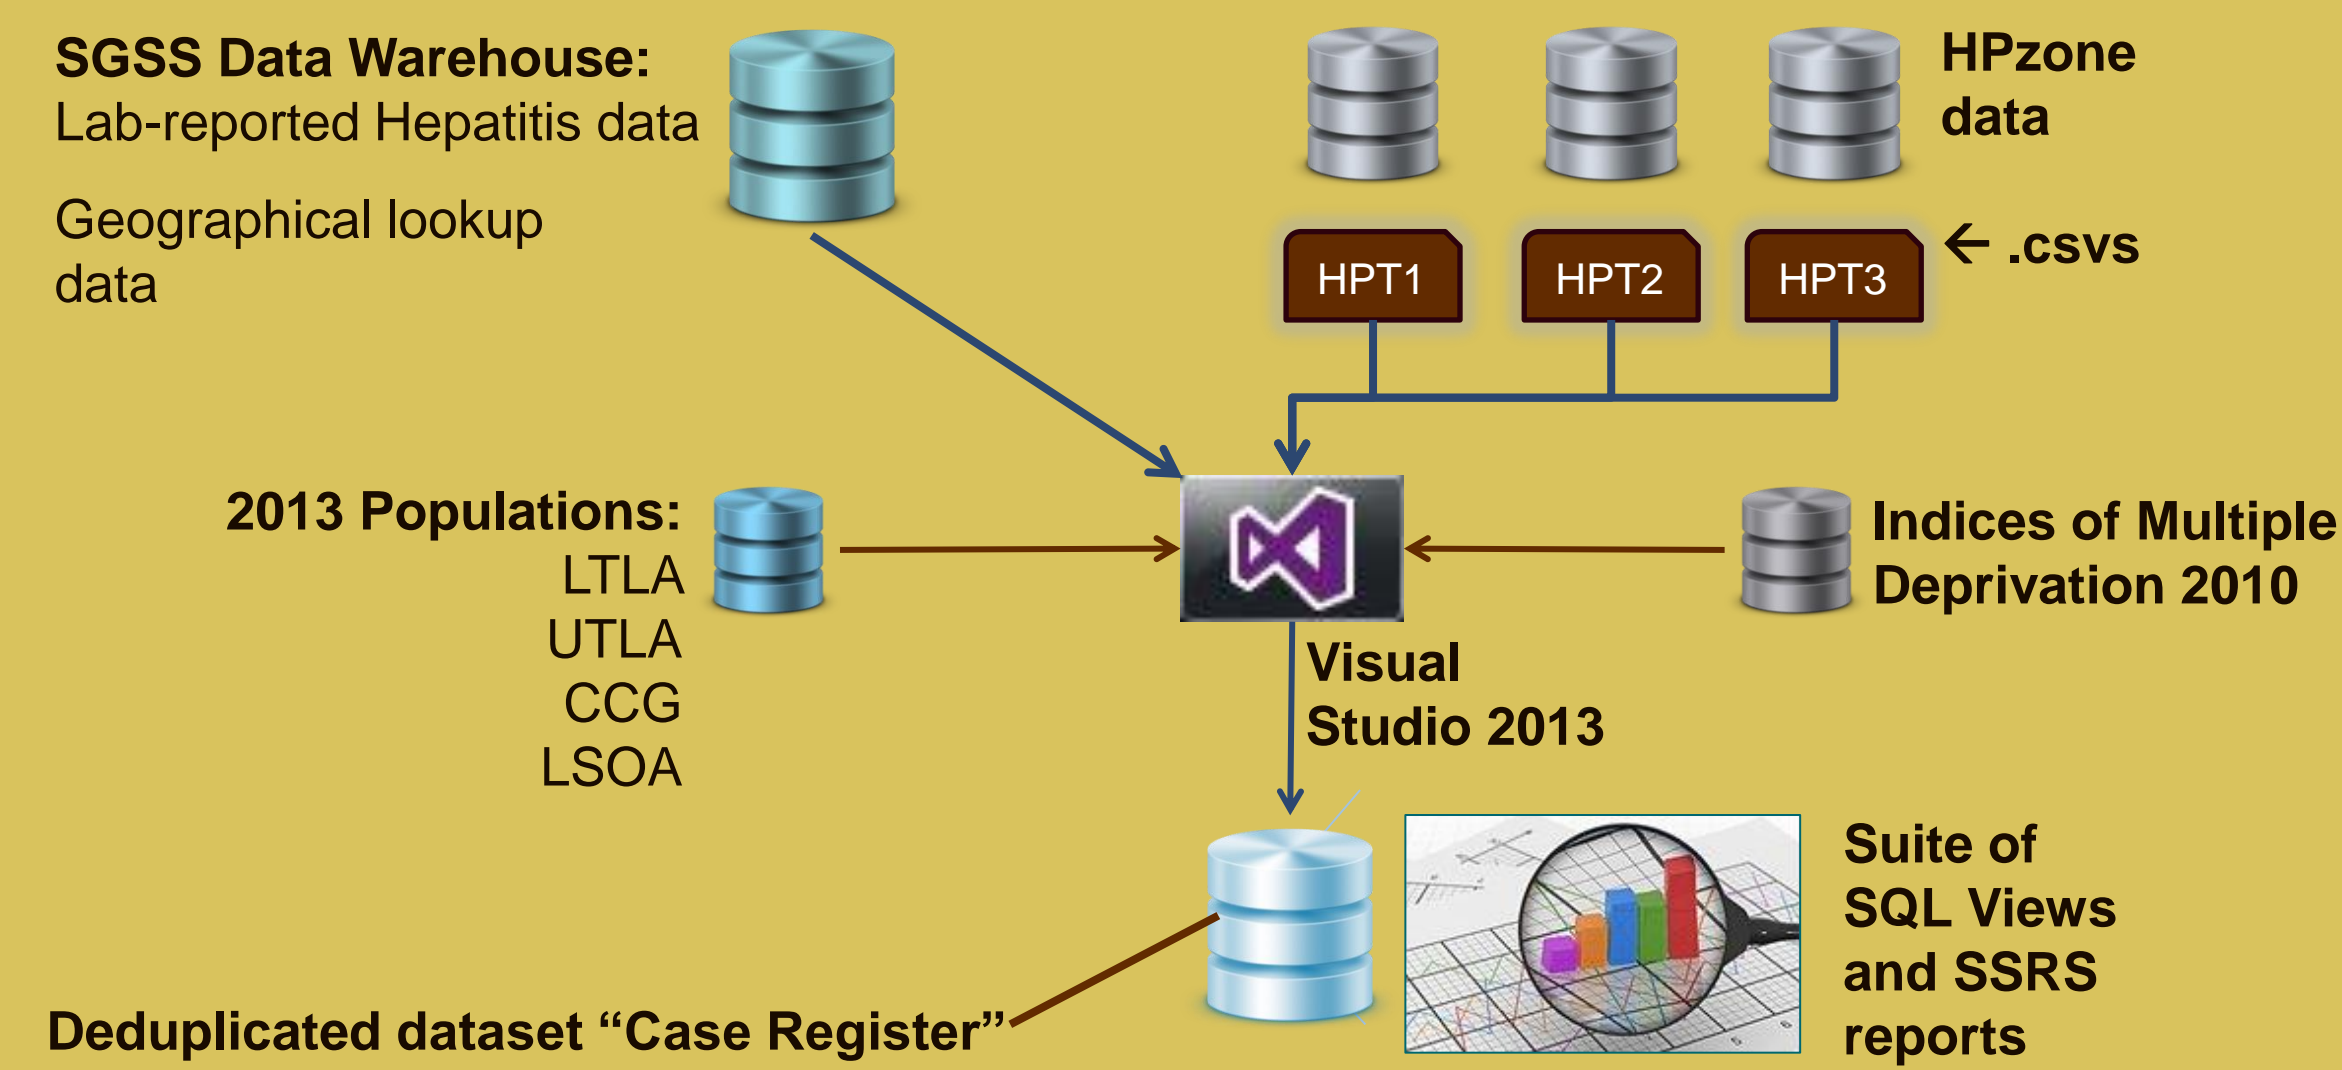 SGSS Data Warehouse:
Lab-reported Hepatitis data
Geographical lookup
data
HPzone
data
HPT1
HPT2
HPT3
← .csvs
2013 Populations:
LTLA
UTLA
CCG
LSOA
Indices of Multiple
Deprivation 2010
Visual
Studio 2013
Suite of
SQL Views
and SSRS
reports
Deduplicated dataset “Case Register”